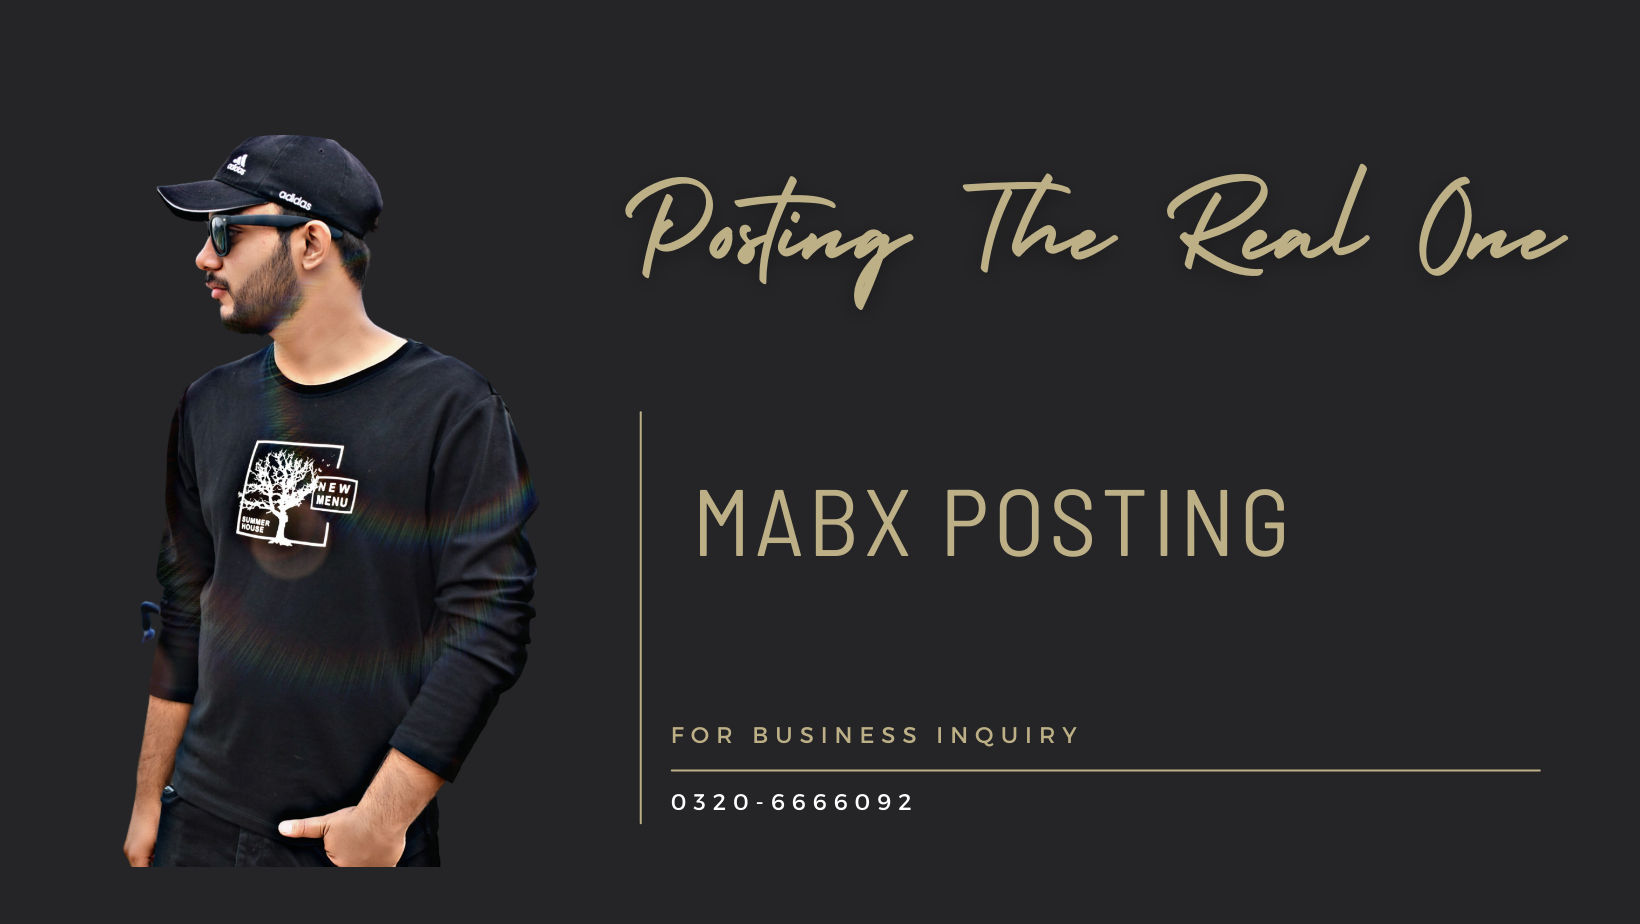 adidas
adidas
Posting The Real One
NEW
MENU
SUMMER
HOUSE
MABX POSTING
FOR BUSINESS INQUIRY
0320-6666092